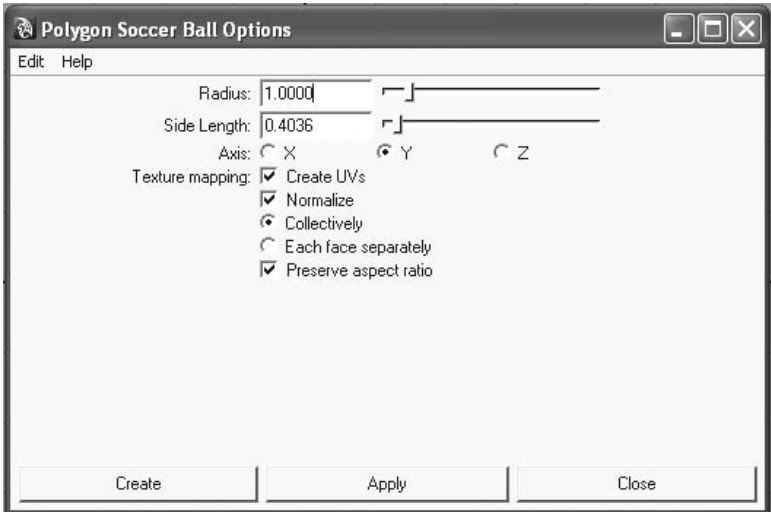 Polygon Soccer Ball Options
Edit Help
Radius: 1.0000
Side Length: 0.4036
Axis: X Y Z
Texture mapping: Create UVs
Normalize
Collectively
Each face separately
Preserve aspect ratio
Create Apply Close